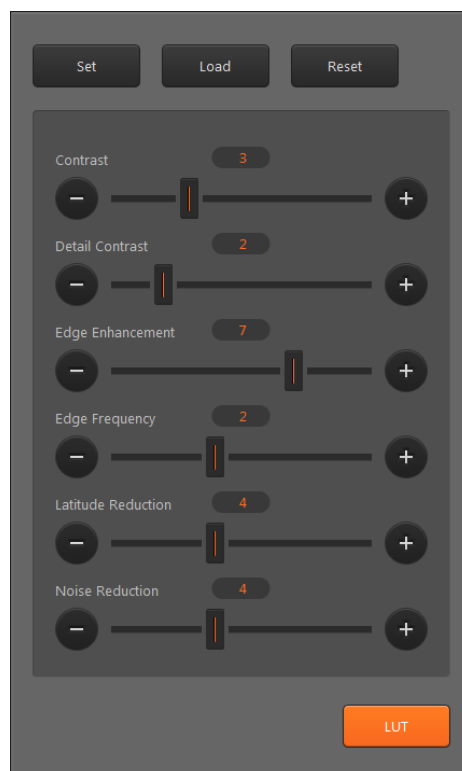 Set Load Reset
Contrast 3
Detail Contrast 2
Edge Enhancement 7
Edge Frequency 2
Latitude Reduction 4
Noise Reduction 4
LUT